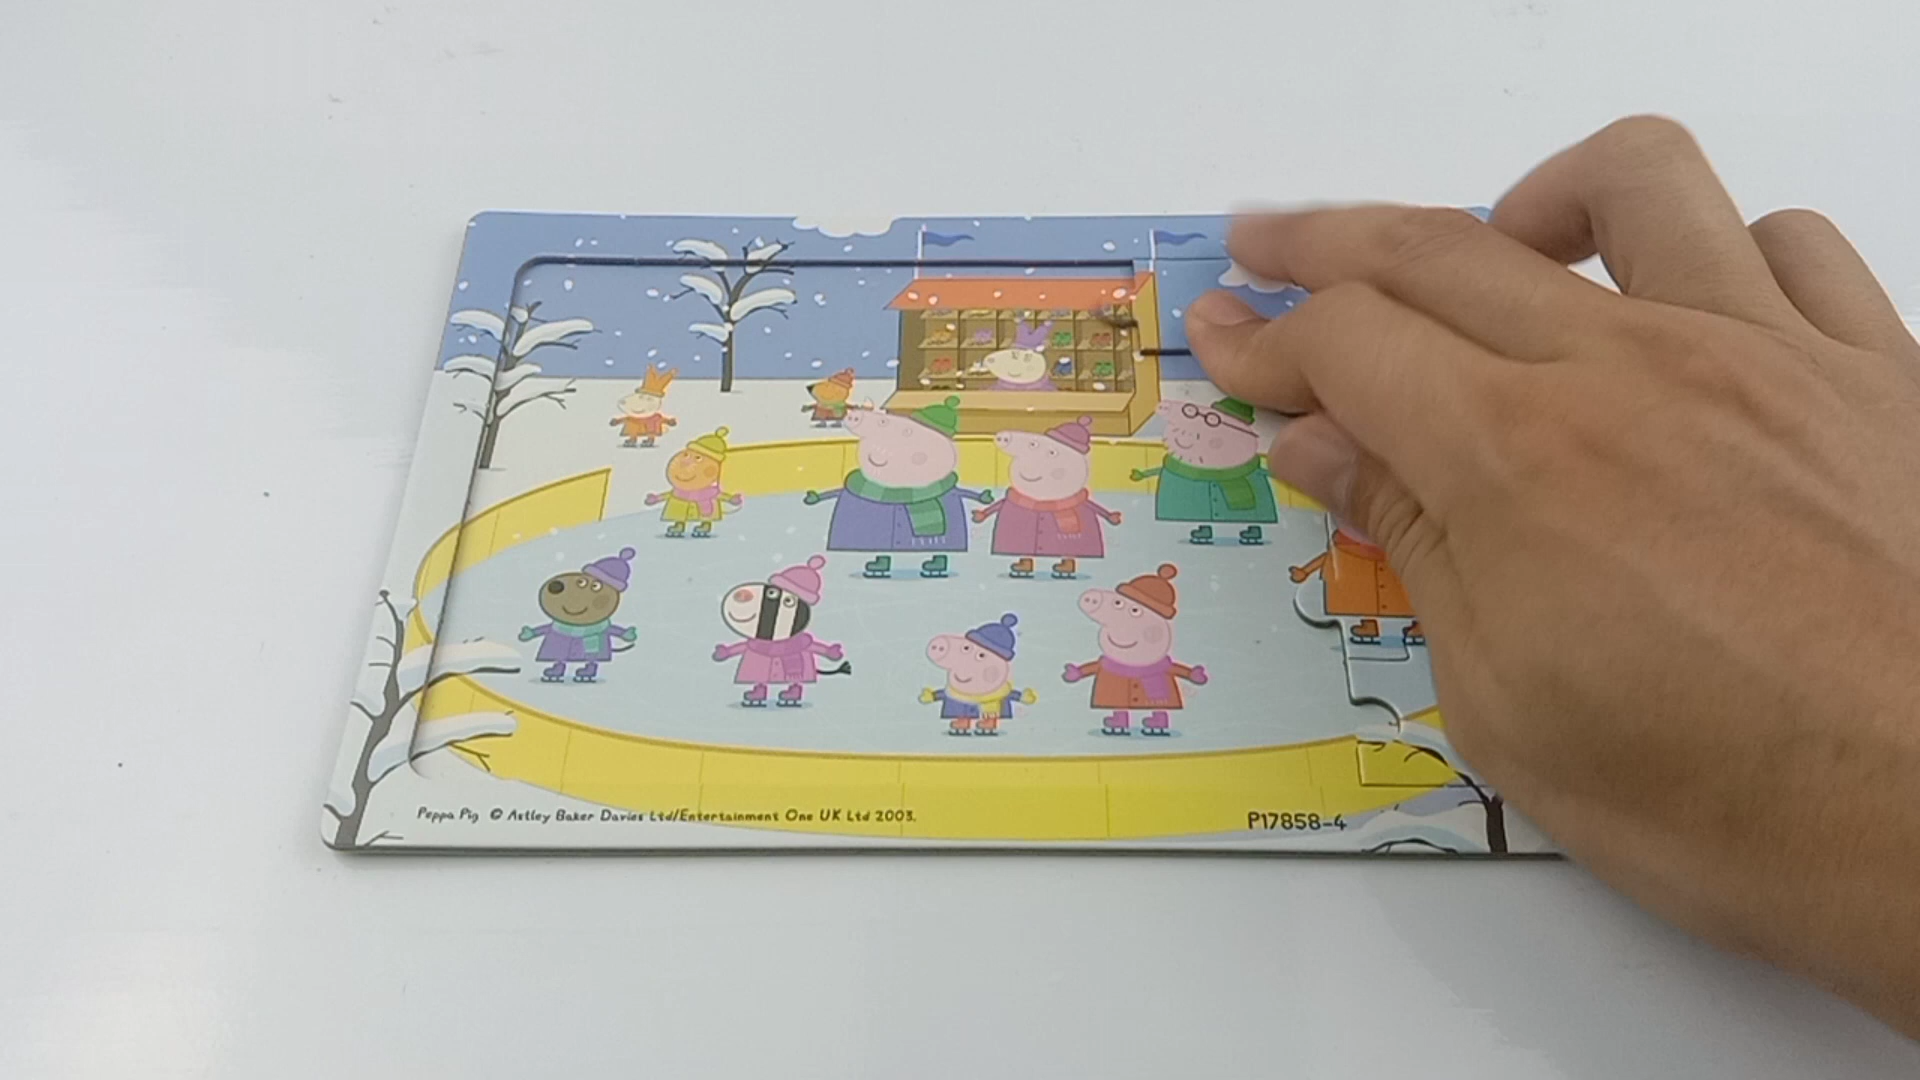 Peppa Pig © Astley Baker Davies Ltd/Entertainment One UK Ltd 2003.
P17858-4